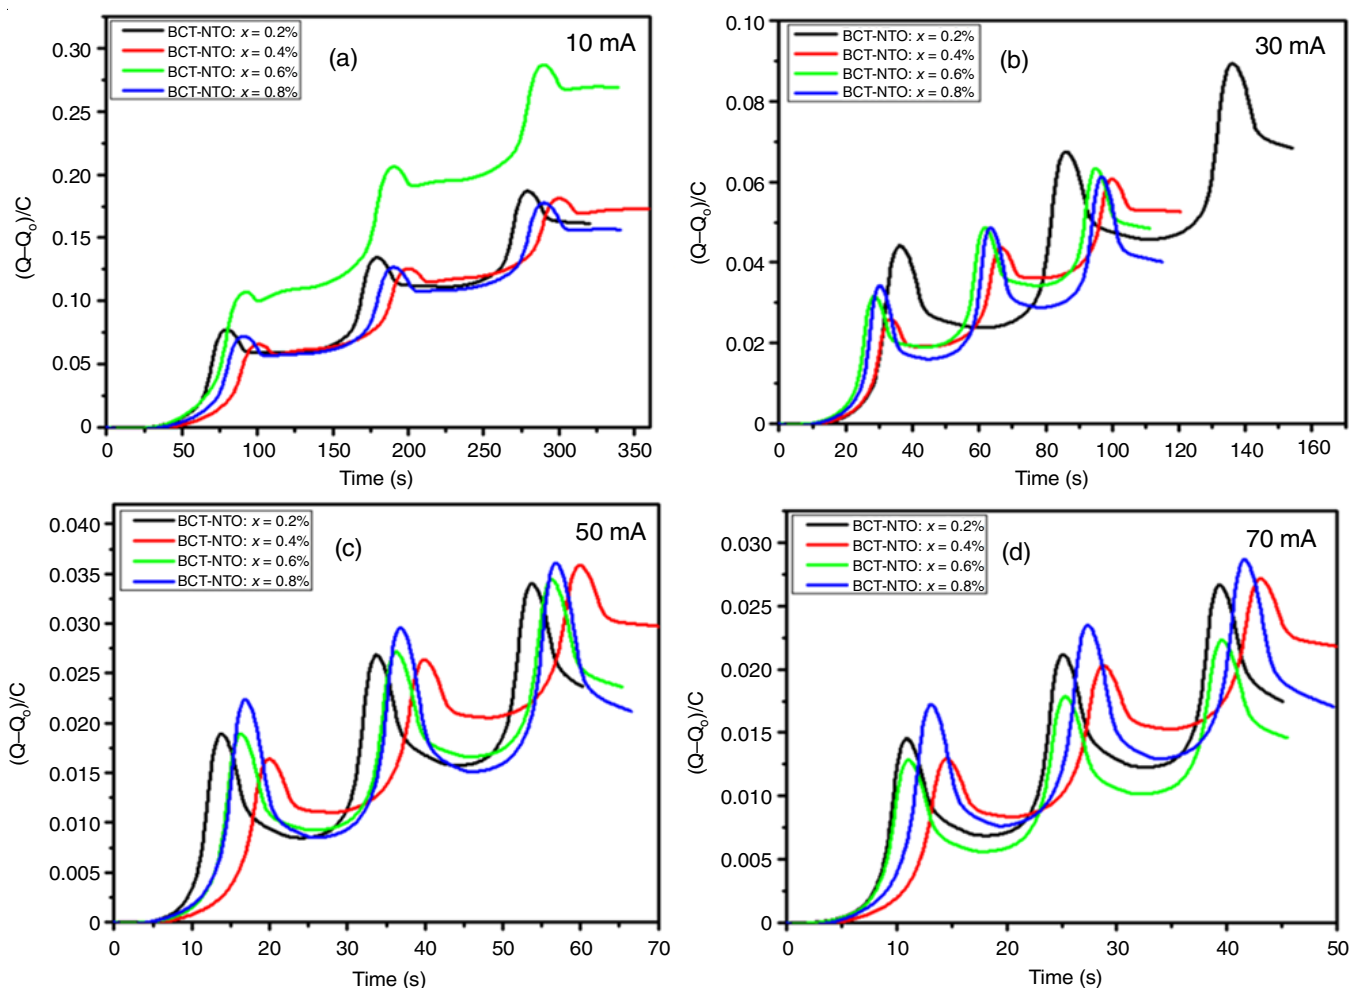 BCT-NTO: x = 0.2%
BCT-NTO: x = 0.4%
BCT-NTO: x = 0.6%
BCT-NTO: x = 0.8%
(a)
10 mA
0.30
0.25
0.20
0.15
0.10
0.05
0
(Q–Qo)/C
0 50 100 150 200 250 300 350
Time (s)
BCT-NTO: x = 0.2%
BCT-NTO: x = 0.4%
BCT-NTO: x = 0.6%
BCT-NTO: x = 0.8%
(b)
30 mA
0.10
0.08
0.06
0.04
0.02
0
(Q–Qo)/C
0 20 40 60 80 100 120 140 160
Time (s)
BCT-NTO: x = 0.2%
BCT-NTO: x = 0.4%
BCT-NTO: x = 0.6%
BCT-NTO: x = 0.8%
(c)
50 mA
0.040
0.035
0.030
0.025
0.020
0.015
0.010
0.005
0
(Q–Qo)/C
0 10 20 30 40 50 60 70
Time (s)
BCT-NTO: x = 0.2%
BCT-NTO: x = 0.4%
BCT-NTO: x = 0.6%
BCT-NTO: x = 0.8%
(d)
70 mA
0.030
0.025
0.020
0.015
0.010
0.005
0
(Q–Qo)/C
0 10 20 30 40 50
Time (s)